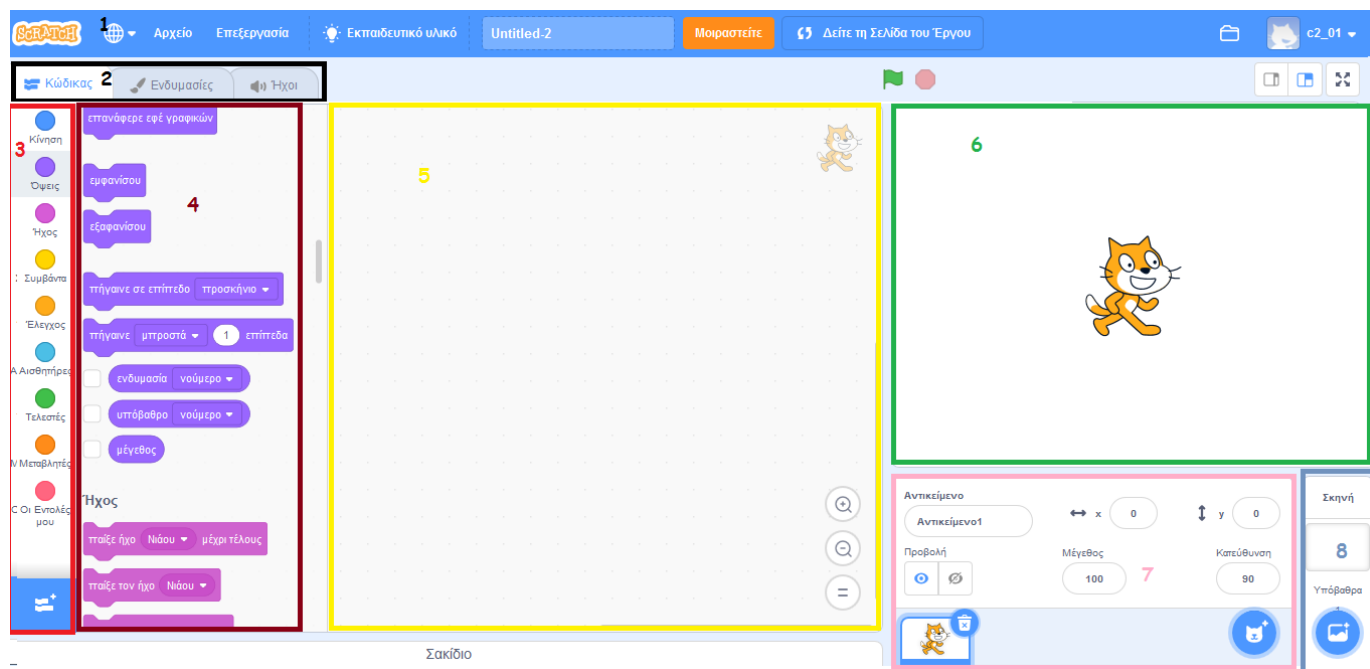 SCRATCH 1 Αρχείο Επεξεργασία Εκπαιδευτικό υλικό Untitled-2 Μοιραστείτε Δείτε τη Σελίδα του Έργου c2_01
Κώδικας 2 Ενδυμασίες Ήχοι
3
Κίνηση
Όψεις
Ήχος
: Συμβάντα
Έλεγχος
Α Αισθητήρες
Τελεστές
Μεταβλητές
Οι Εντολές
μου
4
επανάφερε εφέ γραφικών
εμφανίσου
εξαφανίσου
πήγαινε σε επίπεδο προσκήνιο
πήγαινε μπροστά 1 επίπεδα
ενδυμασία νούμερο
υπόβαθρο νούμερο
μέγεθος
Ήχος
παίξε ήχο Νιάου μέχρι τέλους
παίξε τον ήχο Νιάου
5
6
Αντικείμενο
Αντικείμενο1 x 0 y 0
Προβολή Μέγεθος Κατεύθυνση
100 7 90
Σκηνή
8
Υπόβαθρα
Σακίδιο